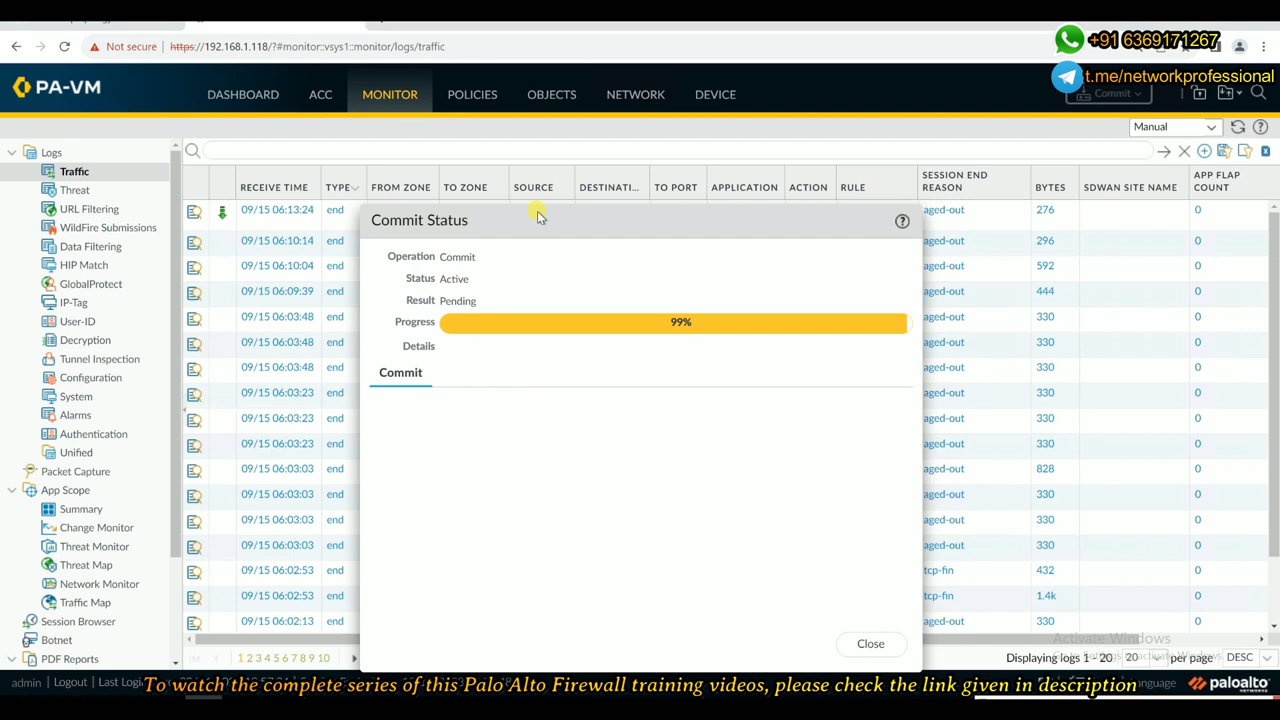 Not secure
https://192.168.1.118/?#monitor::vsys1::monitor/logs/traffic
+91 6369171267
t.me/networkprofessional
PA-VM
DASHBOARD
ACC
MONITOR
POLICIES
OBJECTS
NETWORK
DEVICE
Commit
Manual
Logs
Traffic
Threat
URL Filtering
WildFire Submissions
Data Filtering
HIP Match
GlobalProtect
IP-Tag
User-ID
Decryption
Tunnel Inspection
Configuration
System
Alarms
Authentication
Unified
Packet Capture
App Scope
Summary
Change Monitor
Threat Monitor
Threat Map
Network Monitor
Traffic Map
Session Browser
Botnet
PDF Reports
RECEIVE TIME TYPE FROM ZONE TO ZONE SOURCE DESTINATI... TO PORT APPLICATION ACTION RULE SESSION END REASON BYTES SDWAN SITE NAME APP FLAP COUNT
09/15 06:13:24 end aged-out 276 0
09/15 06:10:14 end aged-out 296 0
09/15 06:10:04 end aged-out 592 0
09/15 06:09:39 end aged-out 444 0
09/15 06:03:48 end aged-out 330 0
09/15 06:03:48 end aged-out 330 0
09/15 06:03:48 end aged-out 330 0
09/15 06:03:23 end aged-out 330 0
09/15 06:03:23 end aged-out 330 0
09/15 06:03:23 end aged-out 330 0
09/15 06:03:03 end aged-out 828 0
09/15 06:03:03 end aged-out 330 0
09/15 06:03:03 end aged-out 330 0
09/15 06:03:03 end aged-out 330 0
09/15 06:02:53 end tcp-fin 432 0
09/15 06:02:53 end tcp-fin 1.4k 0
09/15 06:02:13 end aged-out 330 0
Commit Status
Operation Commit
Status Active
Result Pending
Progress 99%
Details
Commit
Close
Activate Windows
1 2 3 4 5 6 7 8 9 10
Displaying logs 1 - 20 20 per page DESC
admin | Logout | Last Logi
To watch the complete series of this Palo Alto Firewall training videos, please check the link given in description
nguage
paloalto
NETWORKS